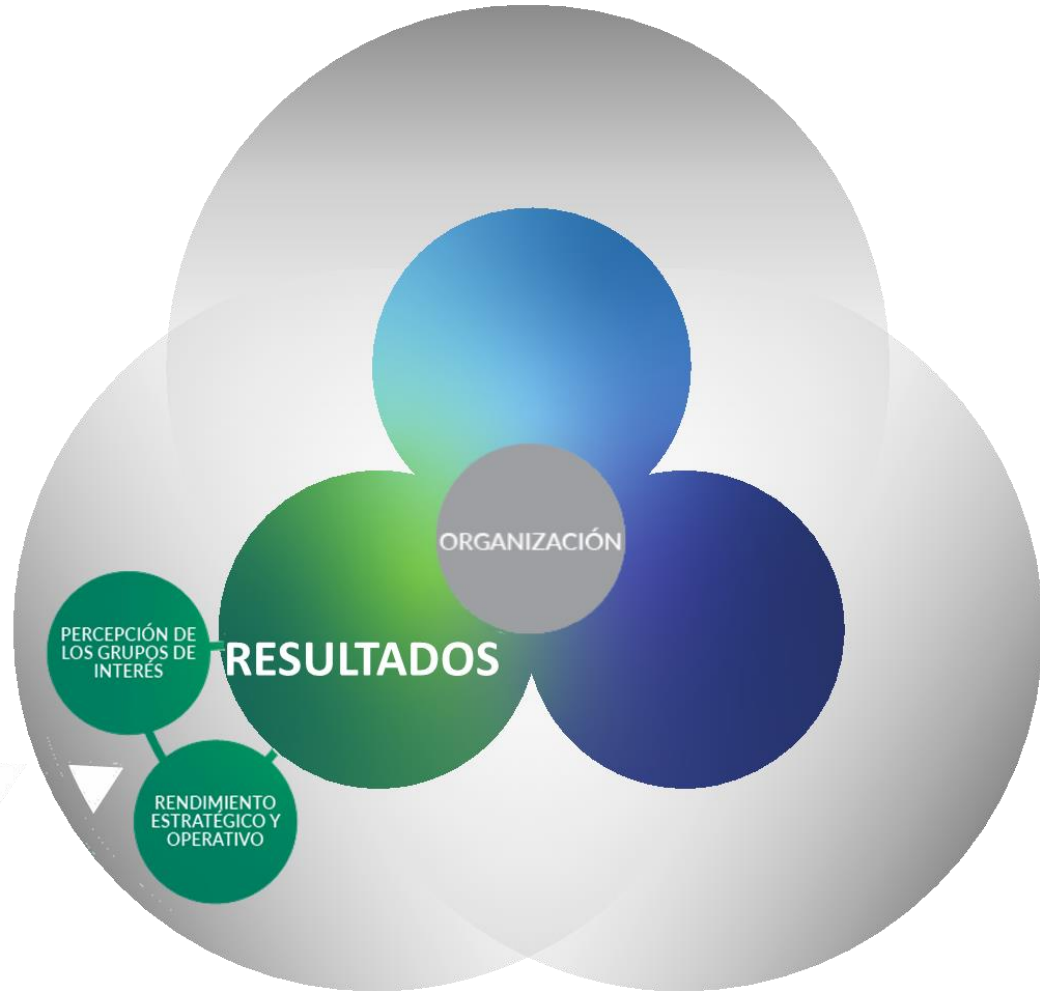 ORGANIZACIÓN
PERCEPCIÓN DE
LOS GRUPOS DE
INTERÉS
RESULTADOS
RENDIMIENTO
ESTRATÉGICO Y
OPERATIVO